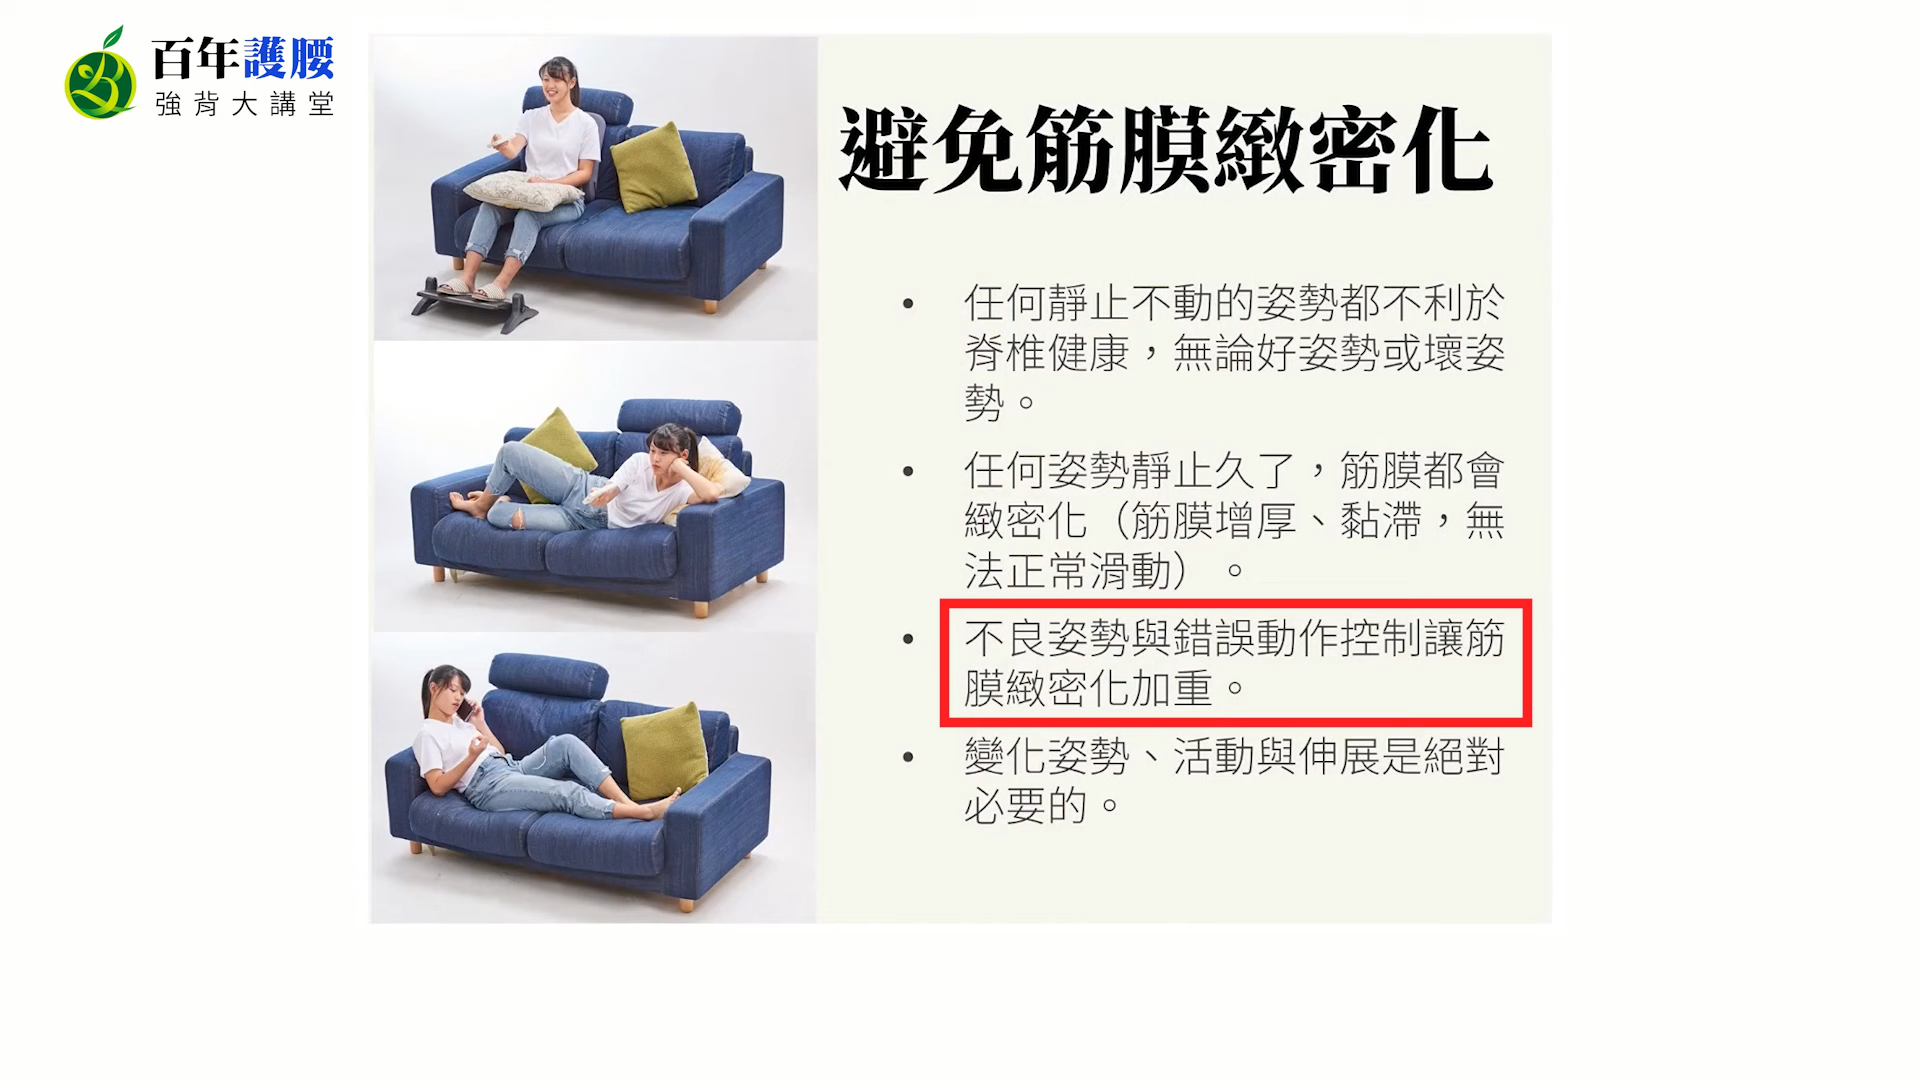 百年護腰
強背大講堂
避免筋膜緻密化
• 任何靜止不動的姿勢都不利於
脊椎健康，無論好姿勢或壞姿
勢。
• 任何姿勢靜止久了，筋膜都會
緻密化（筋膜增厚、黏滯，無
法正常滑動）。
• 不良姿勢與錯誤動作控制讓筋
膜緻密化加重。
• 變化姿勢、活動與伸展是絕對
必要的。